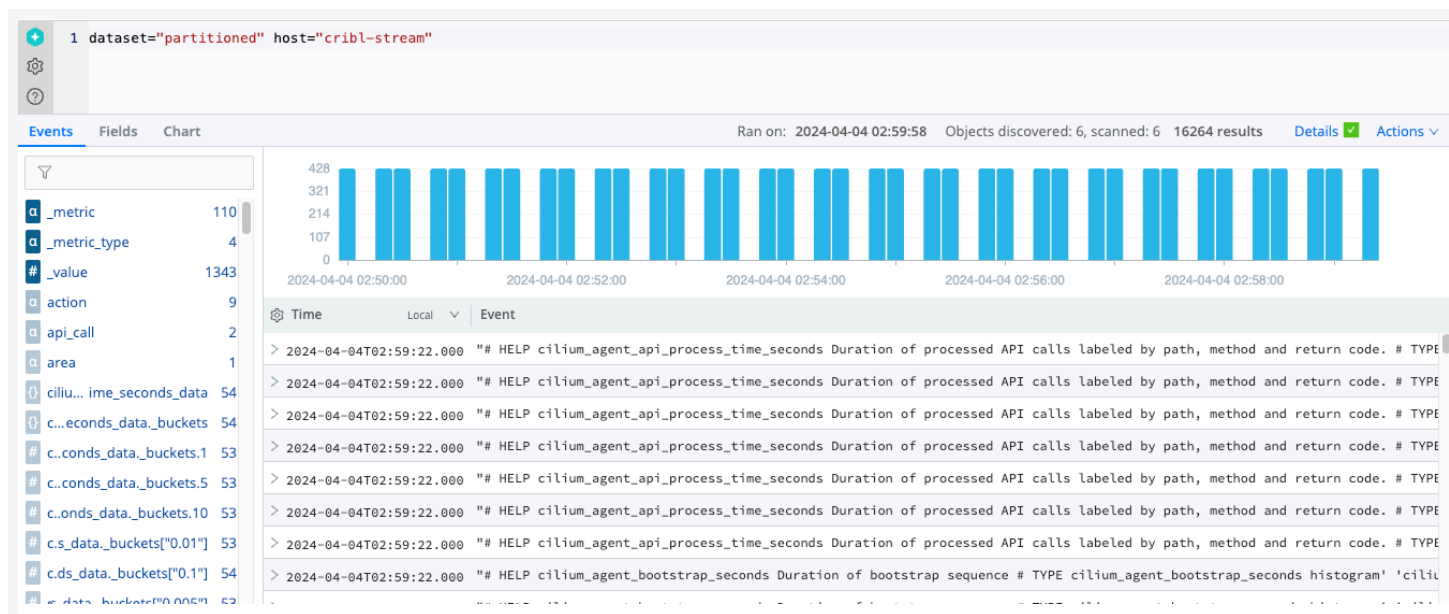 1 dataset="partitioned" host="cribl-stream"
Events Fields Chart Ran on: 2024-04-04 02:59:58 Objects discovered: 6, scanned: 6 16264 results Details Actions
428
321
214
107
0
2024-04-04 02:50:00 2024-04-04 02:52:00 2024-04-04 02:54:00 2024-04-04 02:56:00 2024-04-04 02:58:00
α _metric 110
α _metric_type 4
# _value 1343
α action 9
α api_call 2
α area 1
{} ciliu... ime_seconds_data 54
{} c...econds_data._buckets 54
# c..conds_data._buckets.1 53
# c..conds_data._buckets.5 53
# c..onds_data._buckets.10 53
# c.s_data._buckets["0.01"] 53
# c.ds_data._buckets["0.1"] 54
Time Local Event
2024-04-04T02:59:22.000 "# HELP cilium_agent_api_process_time_seconds Duration of processed API calls labeled by path, method and return code. # TYPE
2024-04-04T02:59:22.000 "# HELP cilium_agent_api_process_time_seconds Duration of processed API calls labeled by path, method and return code. # TYPE
2024-04-04T02:59:22.000 "# HELP cilium_agent_api_process_time_seconds Duration of processed API calls labeled by path, method and return code. # TYPE
2024-04-04T02:59:22.000 "# HELP cilium_agent_api_process_time_seconds Duration of processed API calls labeled by path, method and return code. # TYPE
2024-04-04T02:59:22.000 "# HELP cilium_agent_api_process_time_seconds Duration of processed API calls labeled by path, method and return code. # TYPE
2024-04-04T02:59:22.000 "# HELP cilium_agent_api_process_time_seconds Duration of processed API calls labeled by path, method and return code. # TYPE
2024-04-04T02:59:22.000 "# HELP cilium_agent_api_process_time_seconds Duration of processed API calls labeled by path, method and return code. # TYPE
2024-04-04T02:59:22.000 "# HELP cilium_agent_bootstrap_seconds Duration of bootstrap sequence # TYPE cilium_agent_bootstrap_seconds histogram' 'ciliu